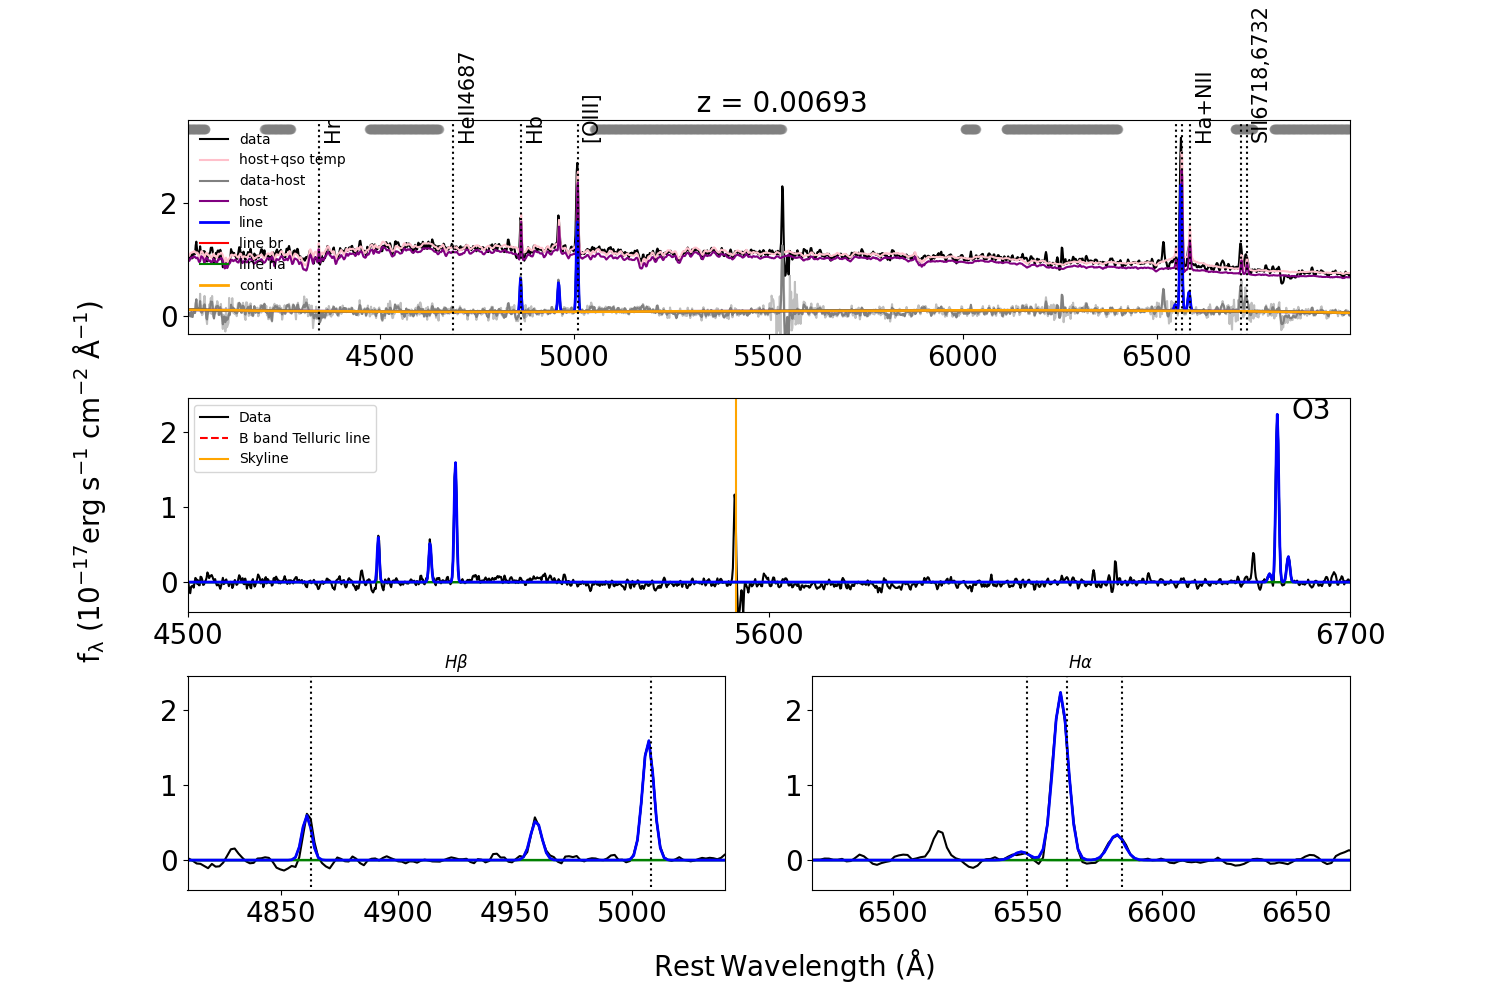 z = 0.00693
Hr
HeII4687
Hb
[OIII]
Ha+NII
SII6718,6732
data
host+qso temp
data-host
host
line
line br
line na
conti
2
0
4500 5000 5500 6000 6500
f_λ (10^{-17}erg s^{-1} cm^{-2} Å^{-1})
O3
Data
B band Telluric line
Skyline
2
1
0
4500 5600 6700
Hβ
2
1
0
4850 4900 4950 5000
Hα
2
1
0
6500 6550 6600 6650
Rest Wavelength (Å)